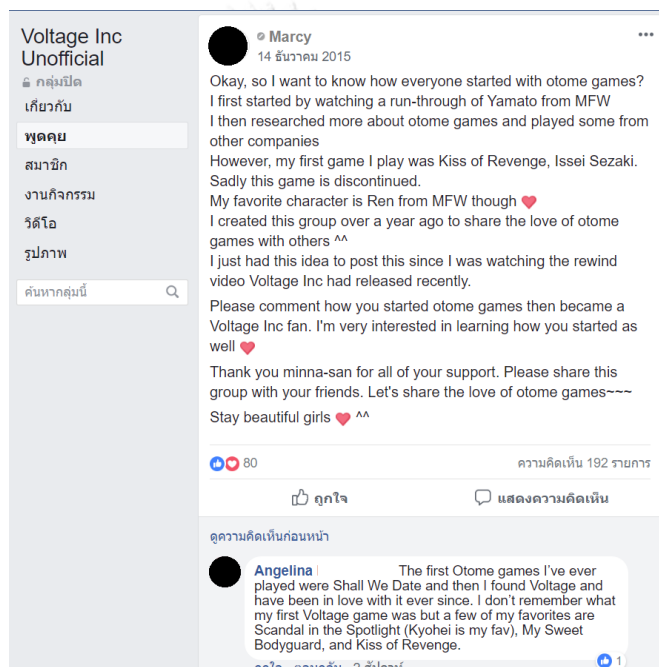 Voltage Inc
Unofficial
กลุ่มปิด
เกี่ยวกับ
พูดคุย
สมาชิก
งานกิจกรรม
วิดีโอ
รูปภาพ
ค้นหากลุ่มนี้
Marcy
14 ธันวาคม 2015
Okay, so I want to know how everyone started with otome games?
I first started by watching a run-through of Yamato from MFW
I then researched more about otome games and played some from
other companies
However, my first game I play was Kiss of Revenge, Issei Sezaki.
Sadly this game is discontinued.
My favorite character is Ren from MFW though ❤
I created this group over a year ago to share the love of otome
games with others ^^
I just had this idea to post this since I was watching the rewind
video Voltage Inc had released recently.
Please comment how you started otome games then became a
Voltage Inc fan. I'm very interested in learning how you started as
well ❤
Thank you minna-san for all of your support. Please share this
group with your friends. Let's share the love of otome games~~~
Stay beautiful girls ❤ ^^
80
ความคิดเห็น 192 รายการ
ถูกใจ
แสดงความคิดเห็น
ดูความคิดเห็นก่อนหน้า
Angelina The first Otome games I've ever
played were Shall We Date and then I found Voltage and
have been in love with it ever since. I don't remember what
my first Voltage game was but a few of my favorites are
Scandal in the Spotlight (Kyohei is my fav), My Sweet
Bodyguard, and Kiss of Revenge.
1